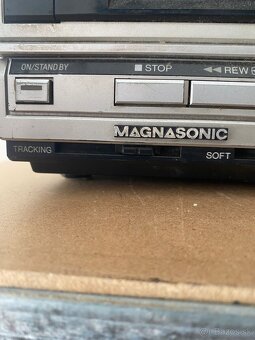 ON/STAND BY ■ STOP ◀◀ REW
MAGNASONIC
TRACKING SOFT